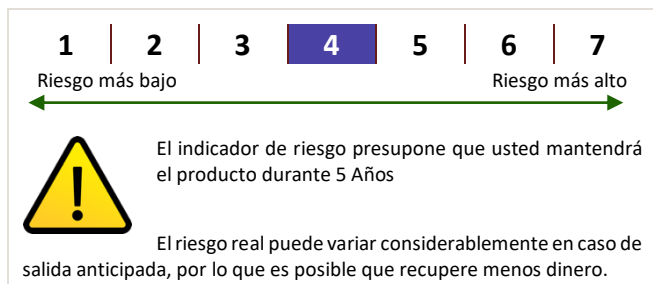 1 2 3 4 5 6 7
Riesgo más bajo Riesgo más alto
El indicador de riesgo presupone que usted mantendrá
el producto durante 5 Años
El riesgo real puede variar considerablemente en caso de
salida anticipada, por lo que es posible que recupere menos dinero.